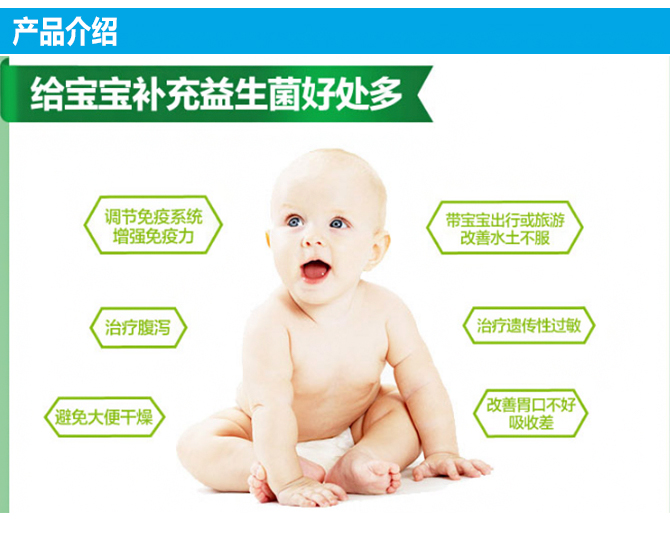 产品介绍
给宝宝补充益生菌好处多
调节免疫系统
增强免疫力
带宝宝出行或旅游
改善水土不服
治疗腹泻
治疗遗传性过敏
避免大便干燥
改善胃口不好
吸收差